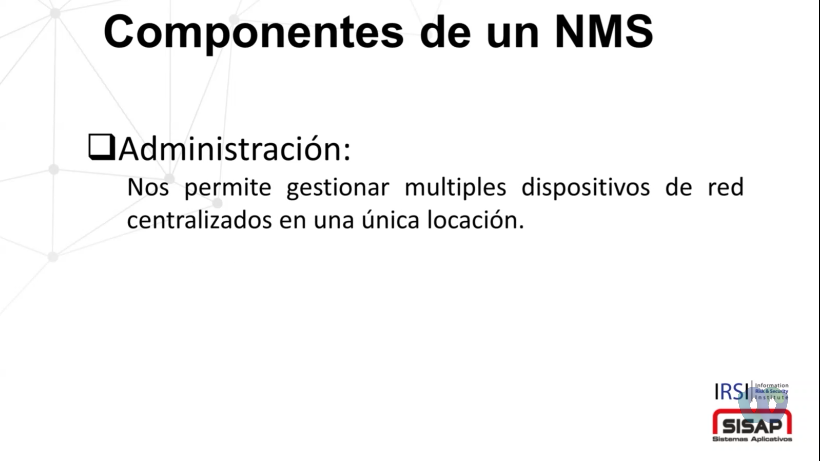 Componentes de un NMS
Administración:
Nos permite gestionar multiples dispositivos de red
centralizados en una única locación.
IRSI
Information
Risk & Security
Institute
SISAP
Sistemas Aplicativos